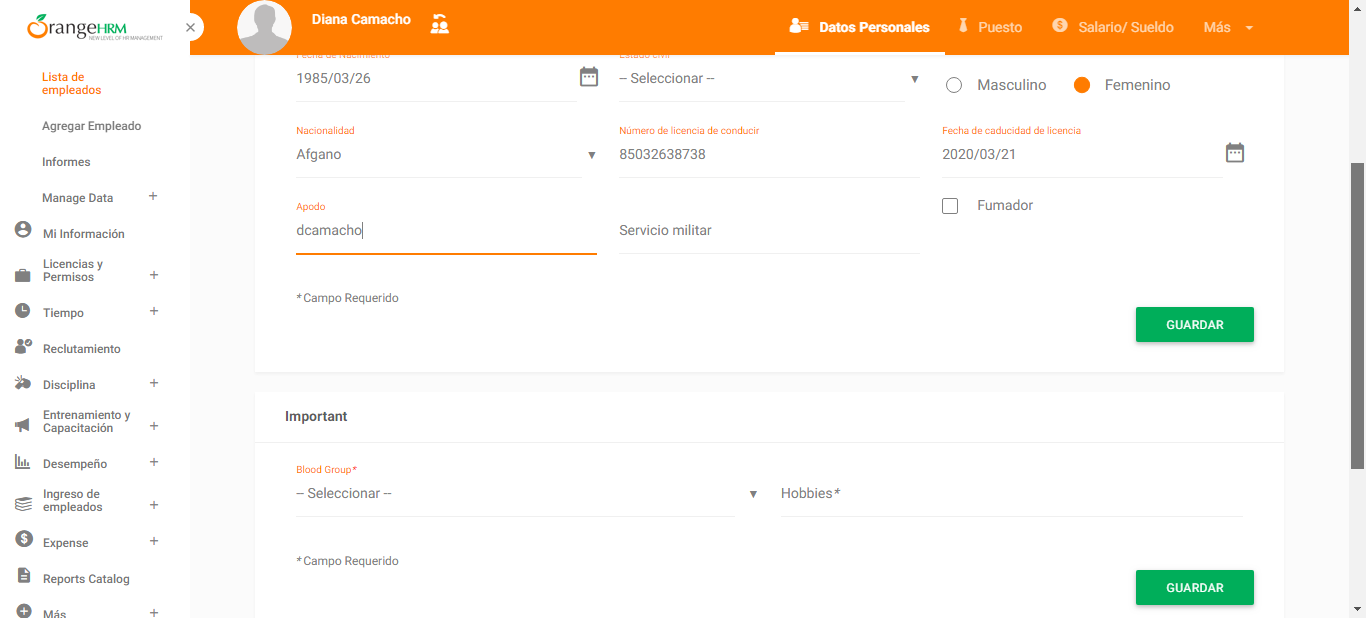 OrangeHRM
NEW LEVEL OF HR MANAGEMENT
Diana Camacho
Datos Personales
Puesto
Salario/ Sueldo
Más
Lista de
empleados
Agregar Empleado
Informes
Manage Data
Mi Información
Licencias y
Permisos
Tiempo
Reclutamiento
Disciplina
Entrenamiento y
Capacitación
Desempeño
Ingreso de
empleados
Expense
Reports Catalog
Más
Fecha de Nacimiento
1985/03/26
Estado civil
-- Seleccionar --
Masculino
Femenino
Nacionalidad
Afgano
Número de licencia de conducir
85032638738
Fecha de caducidad de licencia
2020/03/21
Apodo
dcamacho
Servicio militar
Fumador
* Campo Requerido
GUARDAR
Important
Blood Group*
-- Seleccionar --
Hobbies*
* Campo Requerido
GUARDAR